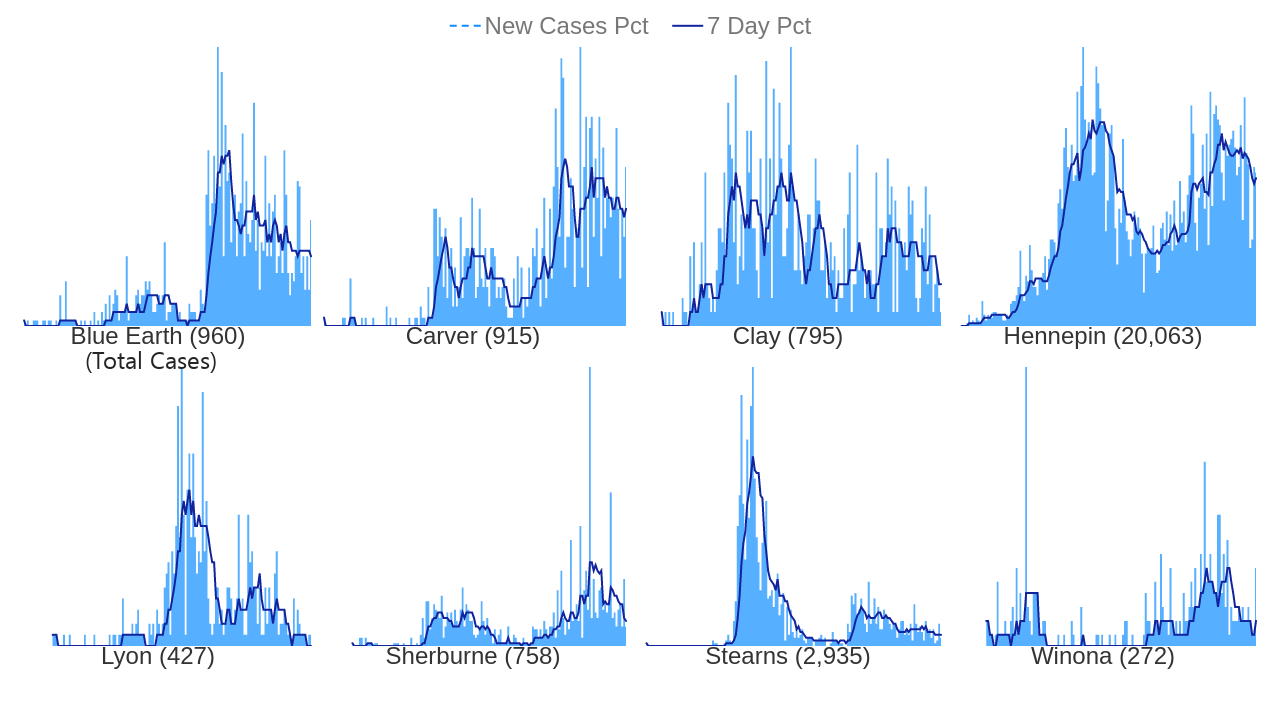 New Cases Pct 7 Day Pct
Blue Earth (960) Carver (915) Clay (795) Hennepin (20,063)
(Total Cases)
Lyon (427) Sherburne (758) Stearns (2,935) Winona (272)